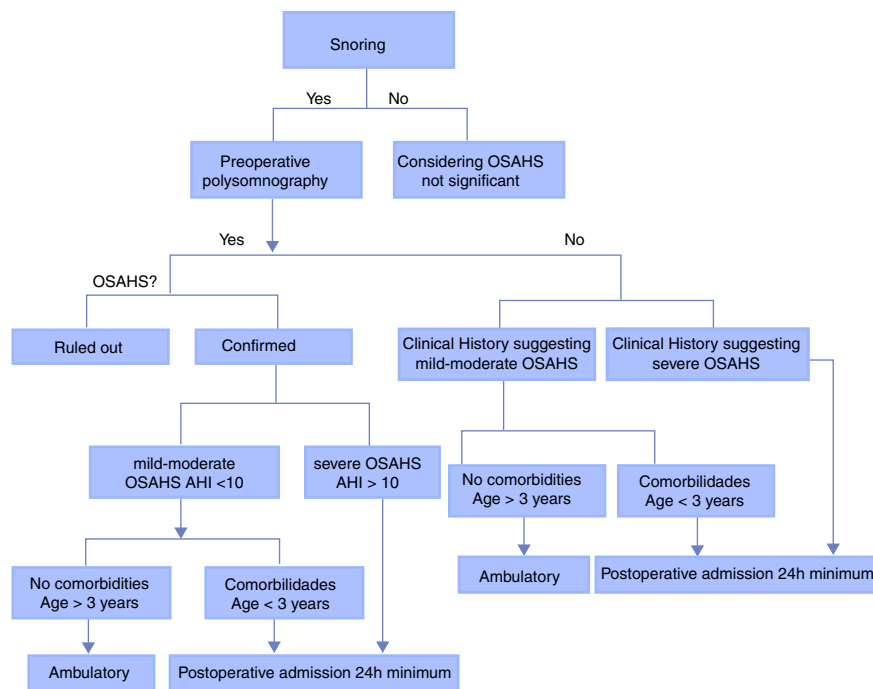 Snoring
Yes
No
Preoperative
polysomnography
Considering OSAHS
not significant
Yes
No
OSAHS?
Ruled out
Confirmed
Clinical History suggesting
mild-moderate OSAHS
Clinical History suggesting
severe OSAHS
mild-moderate
OSAHS AHI <10
severe OSAHS
AHI > 10
No comorbidities
Age > 3 years
Comorbilidades
Age < 3 years
No comorbidities
Age > 3 years
Comorbilidades
Age < 3 years
Ambulatory
Postoperative admission 24h minimum
Ambulatory
Postoperative admission 24h minimum